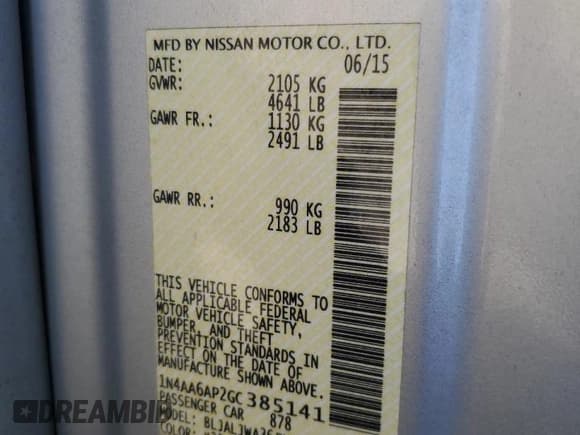 MFD BY NISSAN MOTOR CO., LTD.
DATE: 06/15
GVWR: 2105 KG
4641 LB
GAWR FR.: 1130 KG
2491 LB
GAWR RR.: 990 KG
2183 LB
THIS VEHICLE CONFORMS TO
ALL APPLICABLE FEDERAL
MOTOR VEHICLE SAFETY,
BUMPER, AND THEFT
PREVENTION STANDARDS IN
EFFECT ON THE DATE OF
MANUFACTURE SHOWN ABOVE.
1N4AA6AP2GC385141
PASSENGER CAR 878
MODEL:
COLOR:
DREAMBID